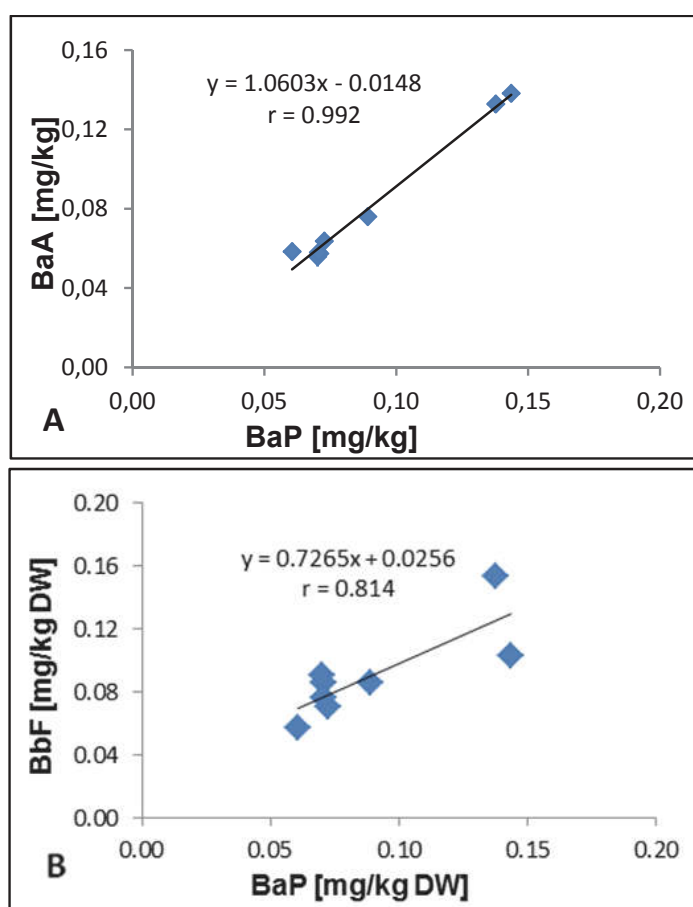 0,16
y = 1.0603x - 0.0148
r = 0.992
0,12
0,08
0,04
0,00
BaA [mg/kg]
0,00 0,05 0,10 0,15 0,20
A
BaP [mg/kg]
0.20
0.16
y = 0.7265x + 0.0256
r = 0.814
0.12
0.08
0.04
0.00
BbF [mg/kg DW]
0.00 0.05 0.10 0.15 0.20
B
BaP [mg/kg DW]